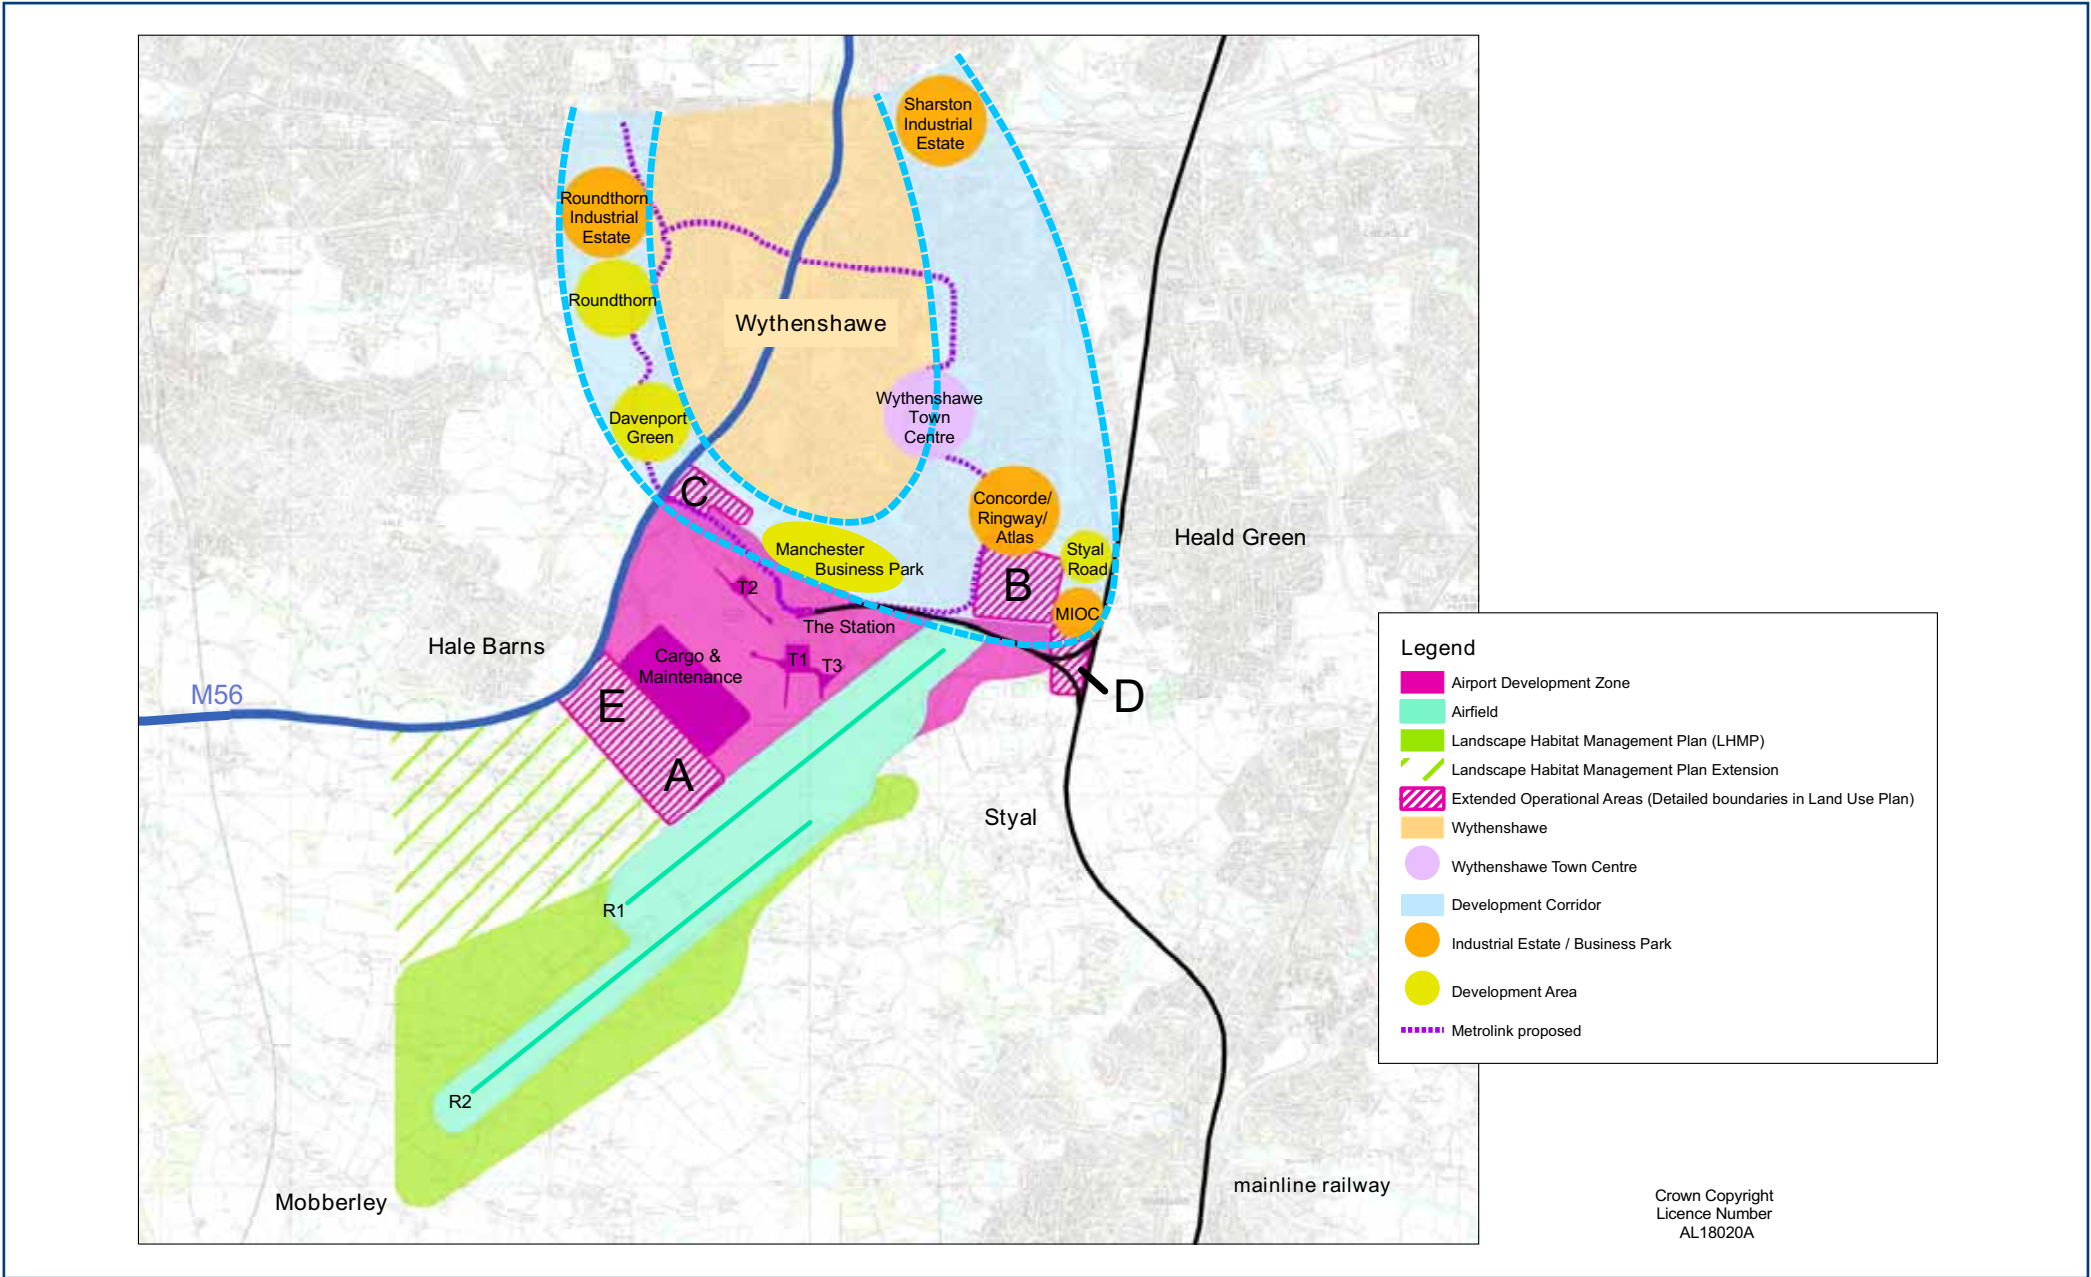 Sharston
Industrial
Estate
Roundthorn
Industrial
Estate
Roundthorn
Wythenshawe
Davenport
Green
Wythenshawe
Town
Centre
C
Concorde/
Ringway/
Atlas
Manchester
Business Park
Styal
Road
B
MIOC
Heald Green
T2
The Station
Hale Barns
Cargo &
Maintenance
T1
T3
M56
E
D
A
Styal
R1
R2
Mobberley
mainline railway
Legend
Airport Development Zone
Airfield
Landscape Habitat Management Plan (LHMP)
Landscape Habitat Management Plan Extension
Extended Operational Areas (Detailed boundaries in Land Use Plan)
Wythenshawe
Wythenshawe Town Centre
Development Corridor
Industrial Estate / Business Park
Development Area
Metrolink proposed
Crown Copyright
Licence Number
AL18020A